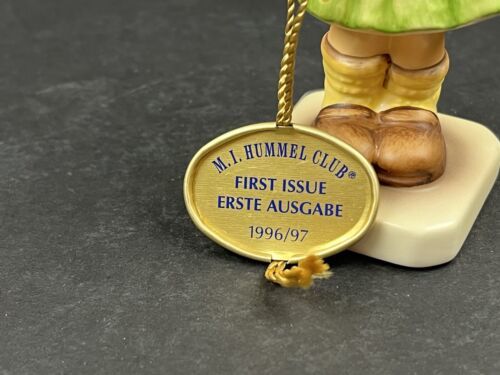 M.I. HUMMEL CLUB®
FIRST ISSUE
ERSTE AUSGABE
1996/97